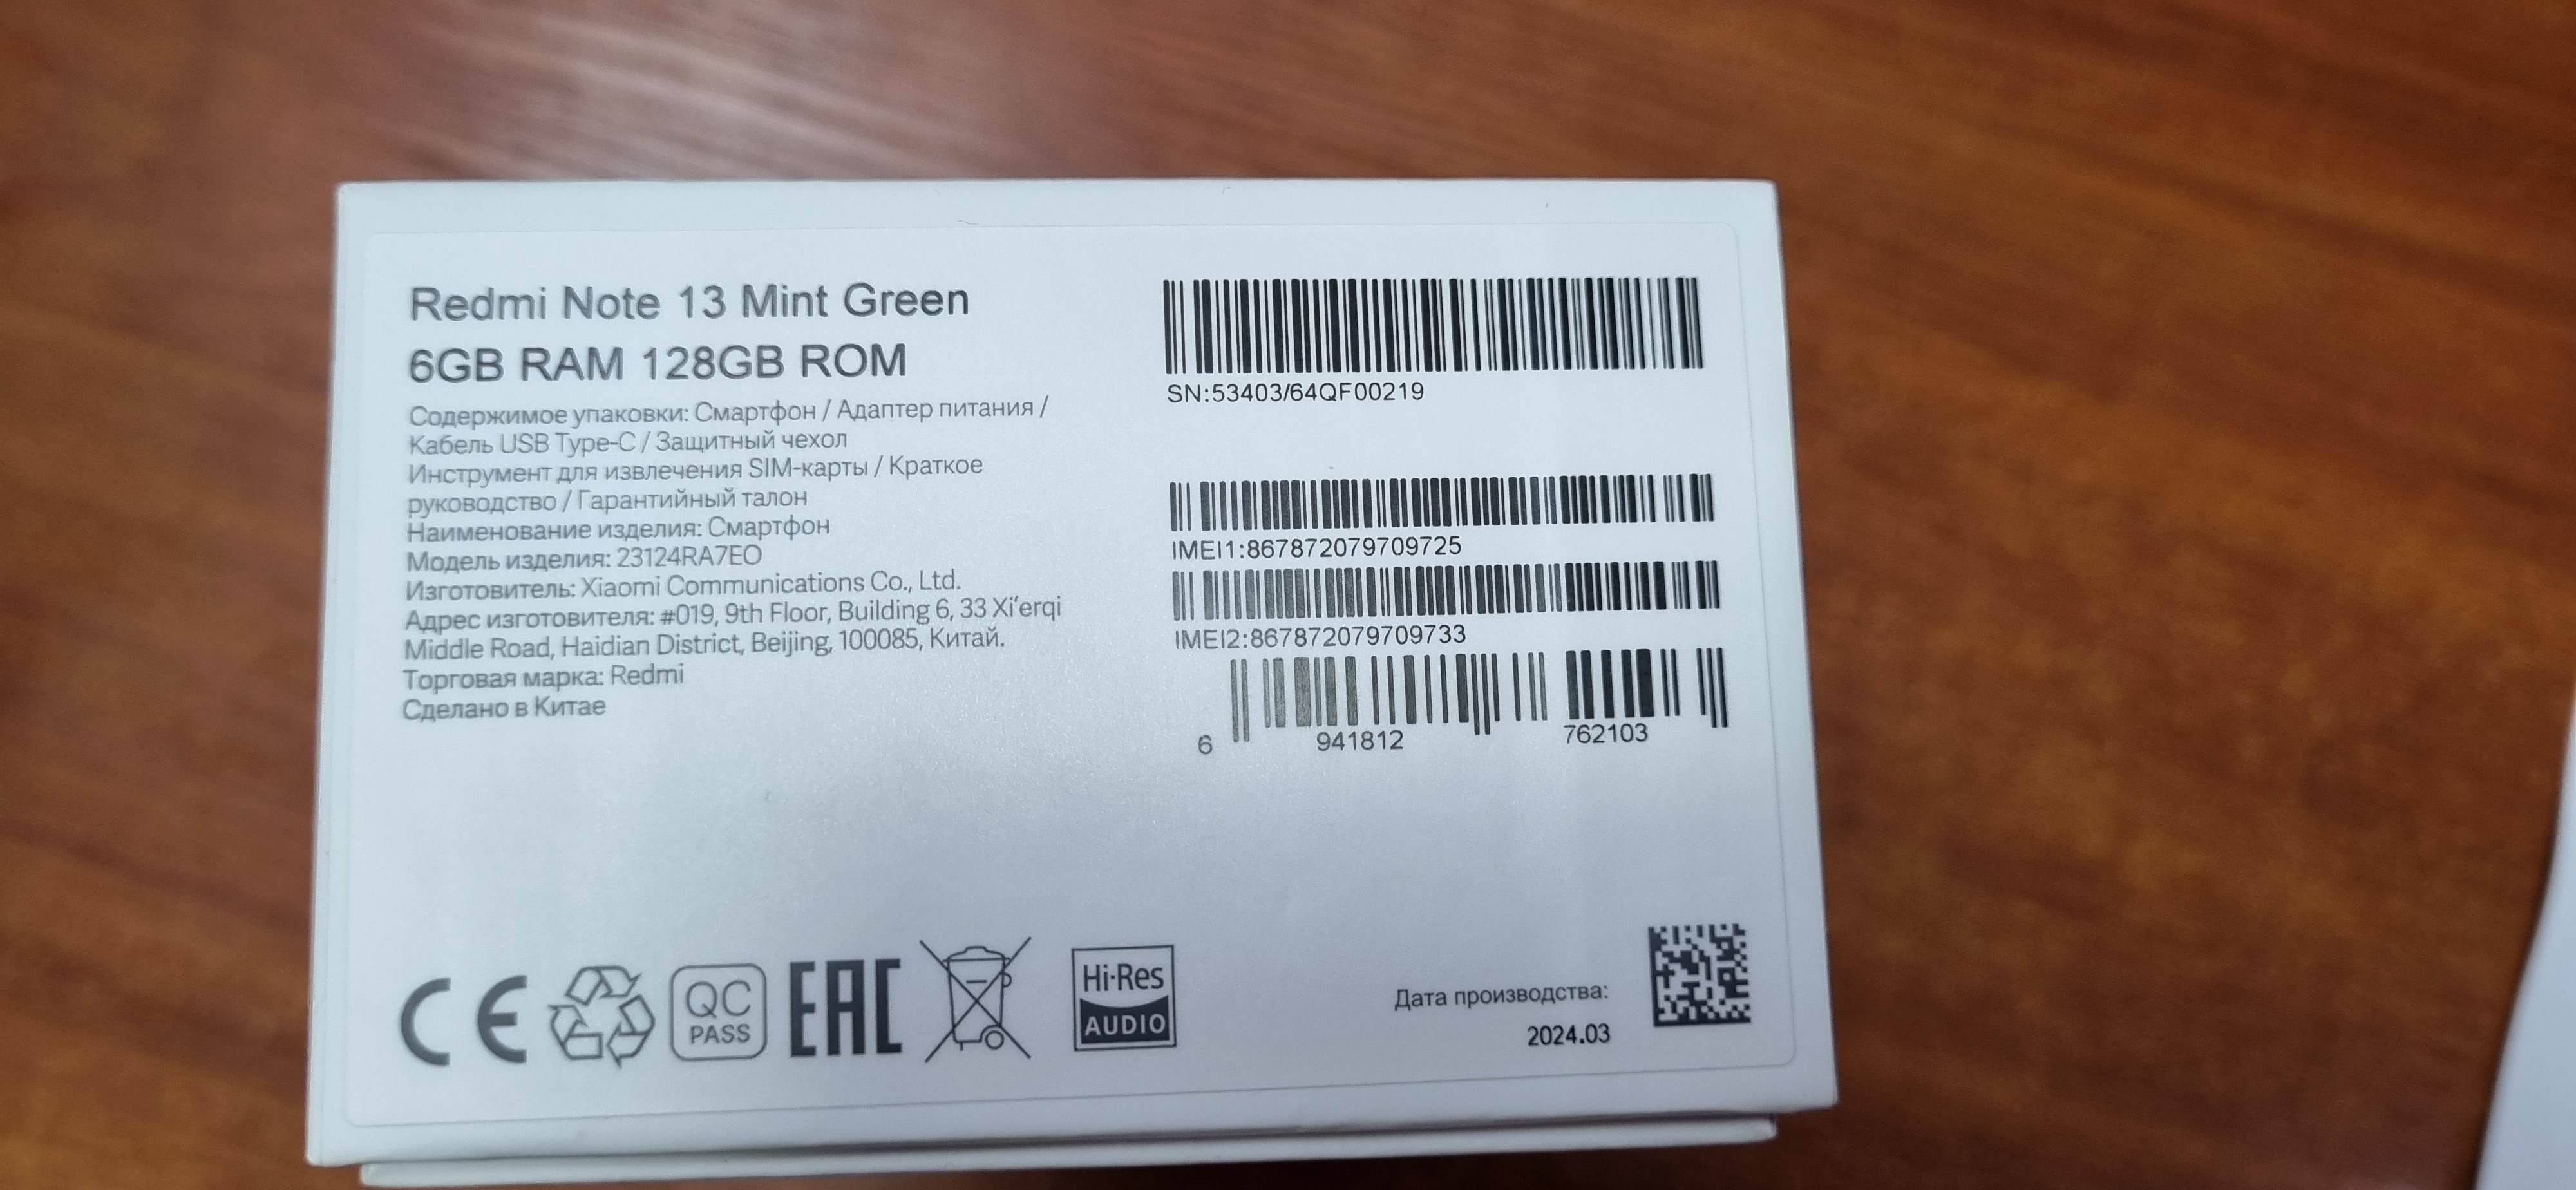 Redmi Note 13 Mint Green
6GB RAM 128GB ROM
Содержимое упаковки: Смартфон / Адаптер питания /
Кабель USB Type-C / Защитный чехол
Инструмент для извлечения SIM-карты / Краткое
руководство / Гарантийный талон
Наименование изделия: Смартфон
Модель изделия: 23124RA7EO
Изготовитель: Xiaomi Communications Co., Ltd.
Адрес изготовителя: #019, 9th Floor, Building 6, 33 Xi'erqi
Middle Road, Haidian District, Beijing, 100085, Китай.
Торговая марка: Redmi
Сделано в Китае
SN:53403/64QF00219
IMEI1:867872079709725
IMEI2:867872079709733
6 941812 762103
CE
QC
PASS
EAC
Hi-Res
AUDIO
Дата производства:
2024.03